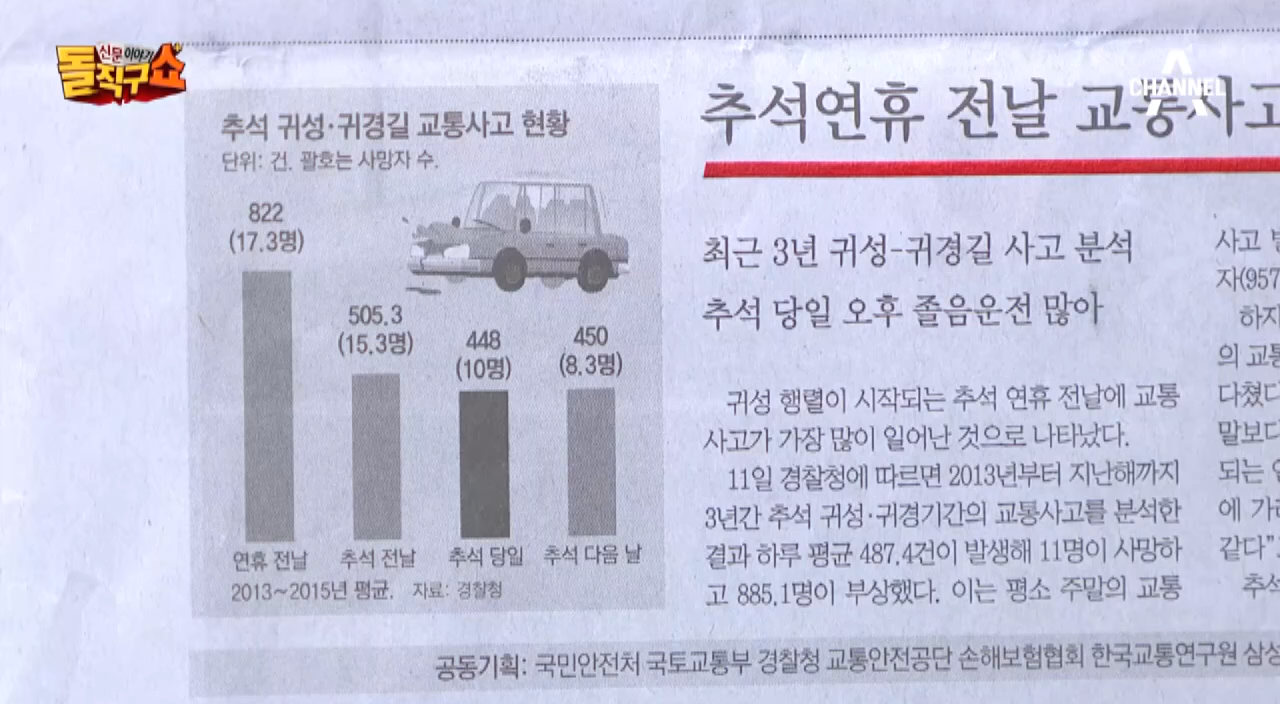 신문이야기
돌직구쇼
CHANNEL A
추석 귀성·귀경길 교통사고 현황
단위: 건. 괄호는 사망자 수.
822
(17.3명)
505.3
(15.3명)
448
(10명)
450
(8.3명)
연휴 전날
추석 전날
추석 당일
추석 다음 날
2013~2015년 평균. 자료: 경찰청
추석연휴 전날 교통사고
최근 3년 귀성-귀경길 사고 분석
추석 당일 오후 졸음운전 많아
귀성 행렬이 시작되는 추석 연휴 전날에 교통
사고가 가장 많이 일어난 것으로 나타났다.
11일 경찰청에 따르면 2013년부터 지난해까지
3년간 추석 귀성·귀경기간의 교통사고를 분석한
결과 하루 평균 487.4건이 발생해 11명이 사망하
고 885.1명이 부상했다. 이는 평소 주말의 교통
사고
자(957
하지
의 교통
다쳤다
말보다
되는
에 가
같다"
추석
공동기획: 국민안전처 국토교통부 경찰청 교통안전공단 손해보험협회 한국교통연구원 삼성